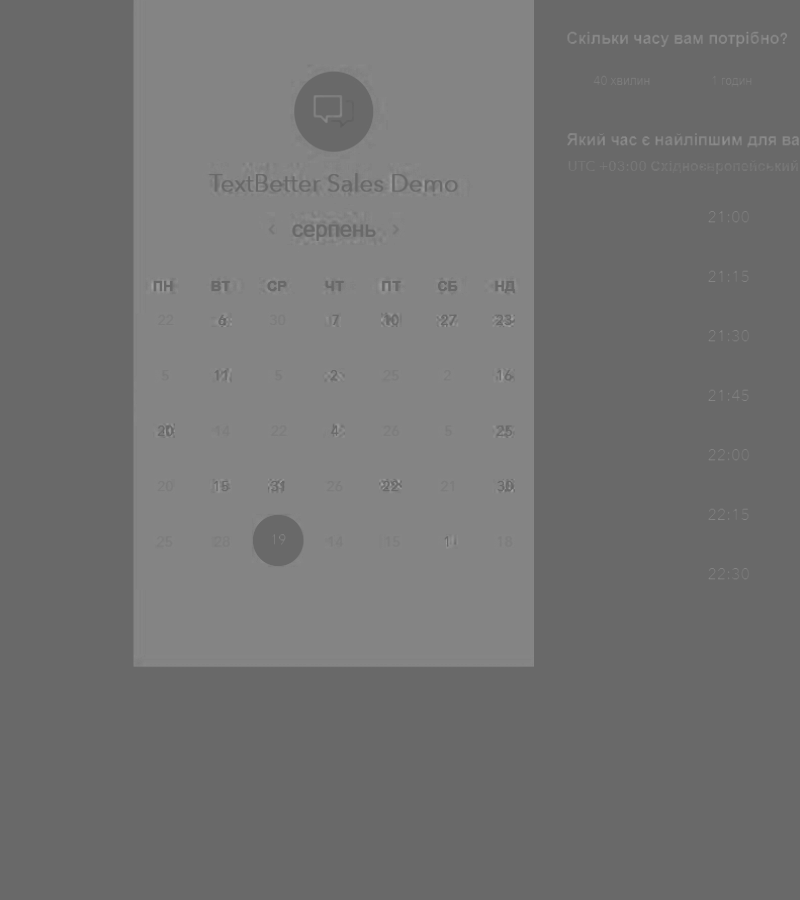 TextBetter Sales Demo
серпень
ПН ВТ СР ЧТ ПТ СБ НД
22 6 30 7 10 27 23
5 11 5 2 25 2 16
20 14 22 4 26 5 25
20 15 31 26 22 21 30
25 28 19 14 15 11 18
Скільки часу вам потрібно?
40 хвилин 1 годин
Який час є найліпшим для ва
UTC +03:00 Східноєвропейський
21:00
21:15
21:30
21:45
22:00
22:15
22:30